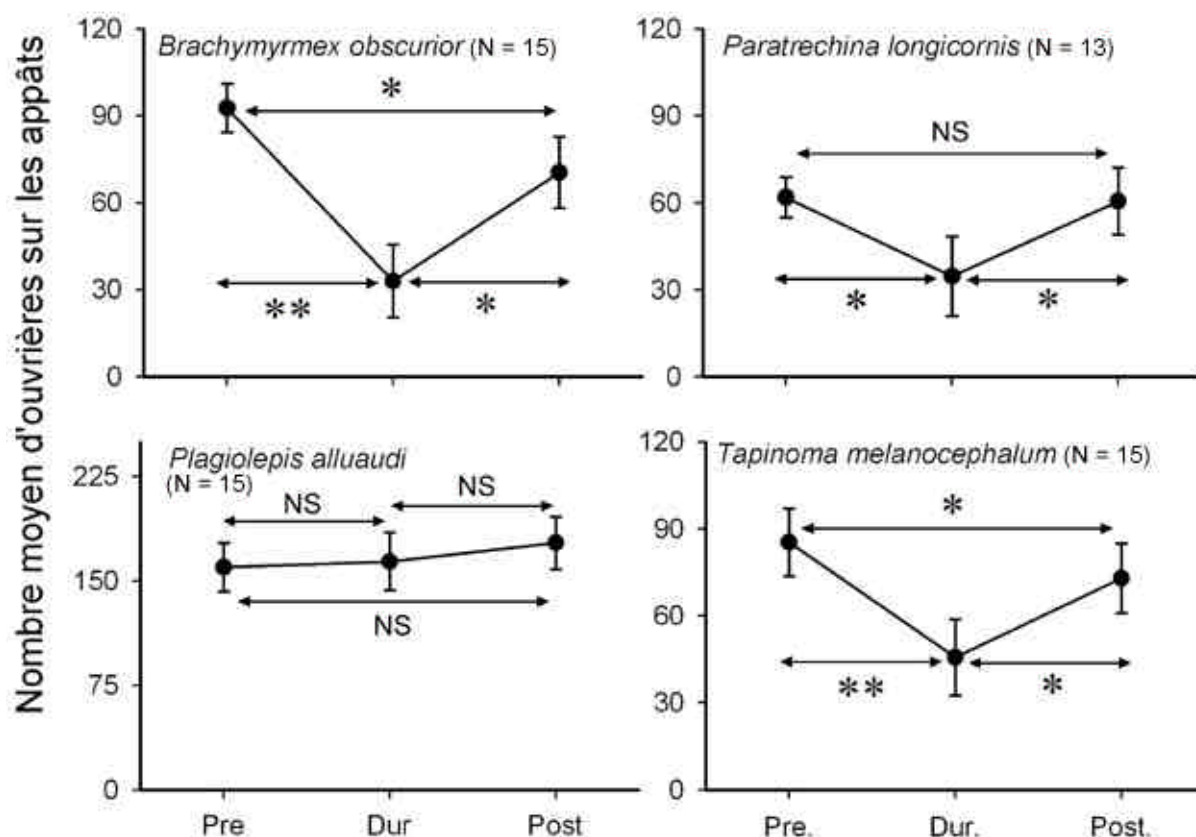 Nombre moyen d'ouvrières sur les appâts
120
90
60
30
0
Brachymyrmex obscurior (N = 15)
*
**
*
120
90
60
30
0
Paratrechina longicornis (N = 13)
NS
*
*
225
150
75
0
Plagiolepis alluaudi
(N = 15)
NS
NS
NS
Pre Dur Post
120
90
60
30
0
Tapinoma melanocephalum (N = 15)
*
**
*
Pre. Dur. Post.